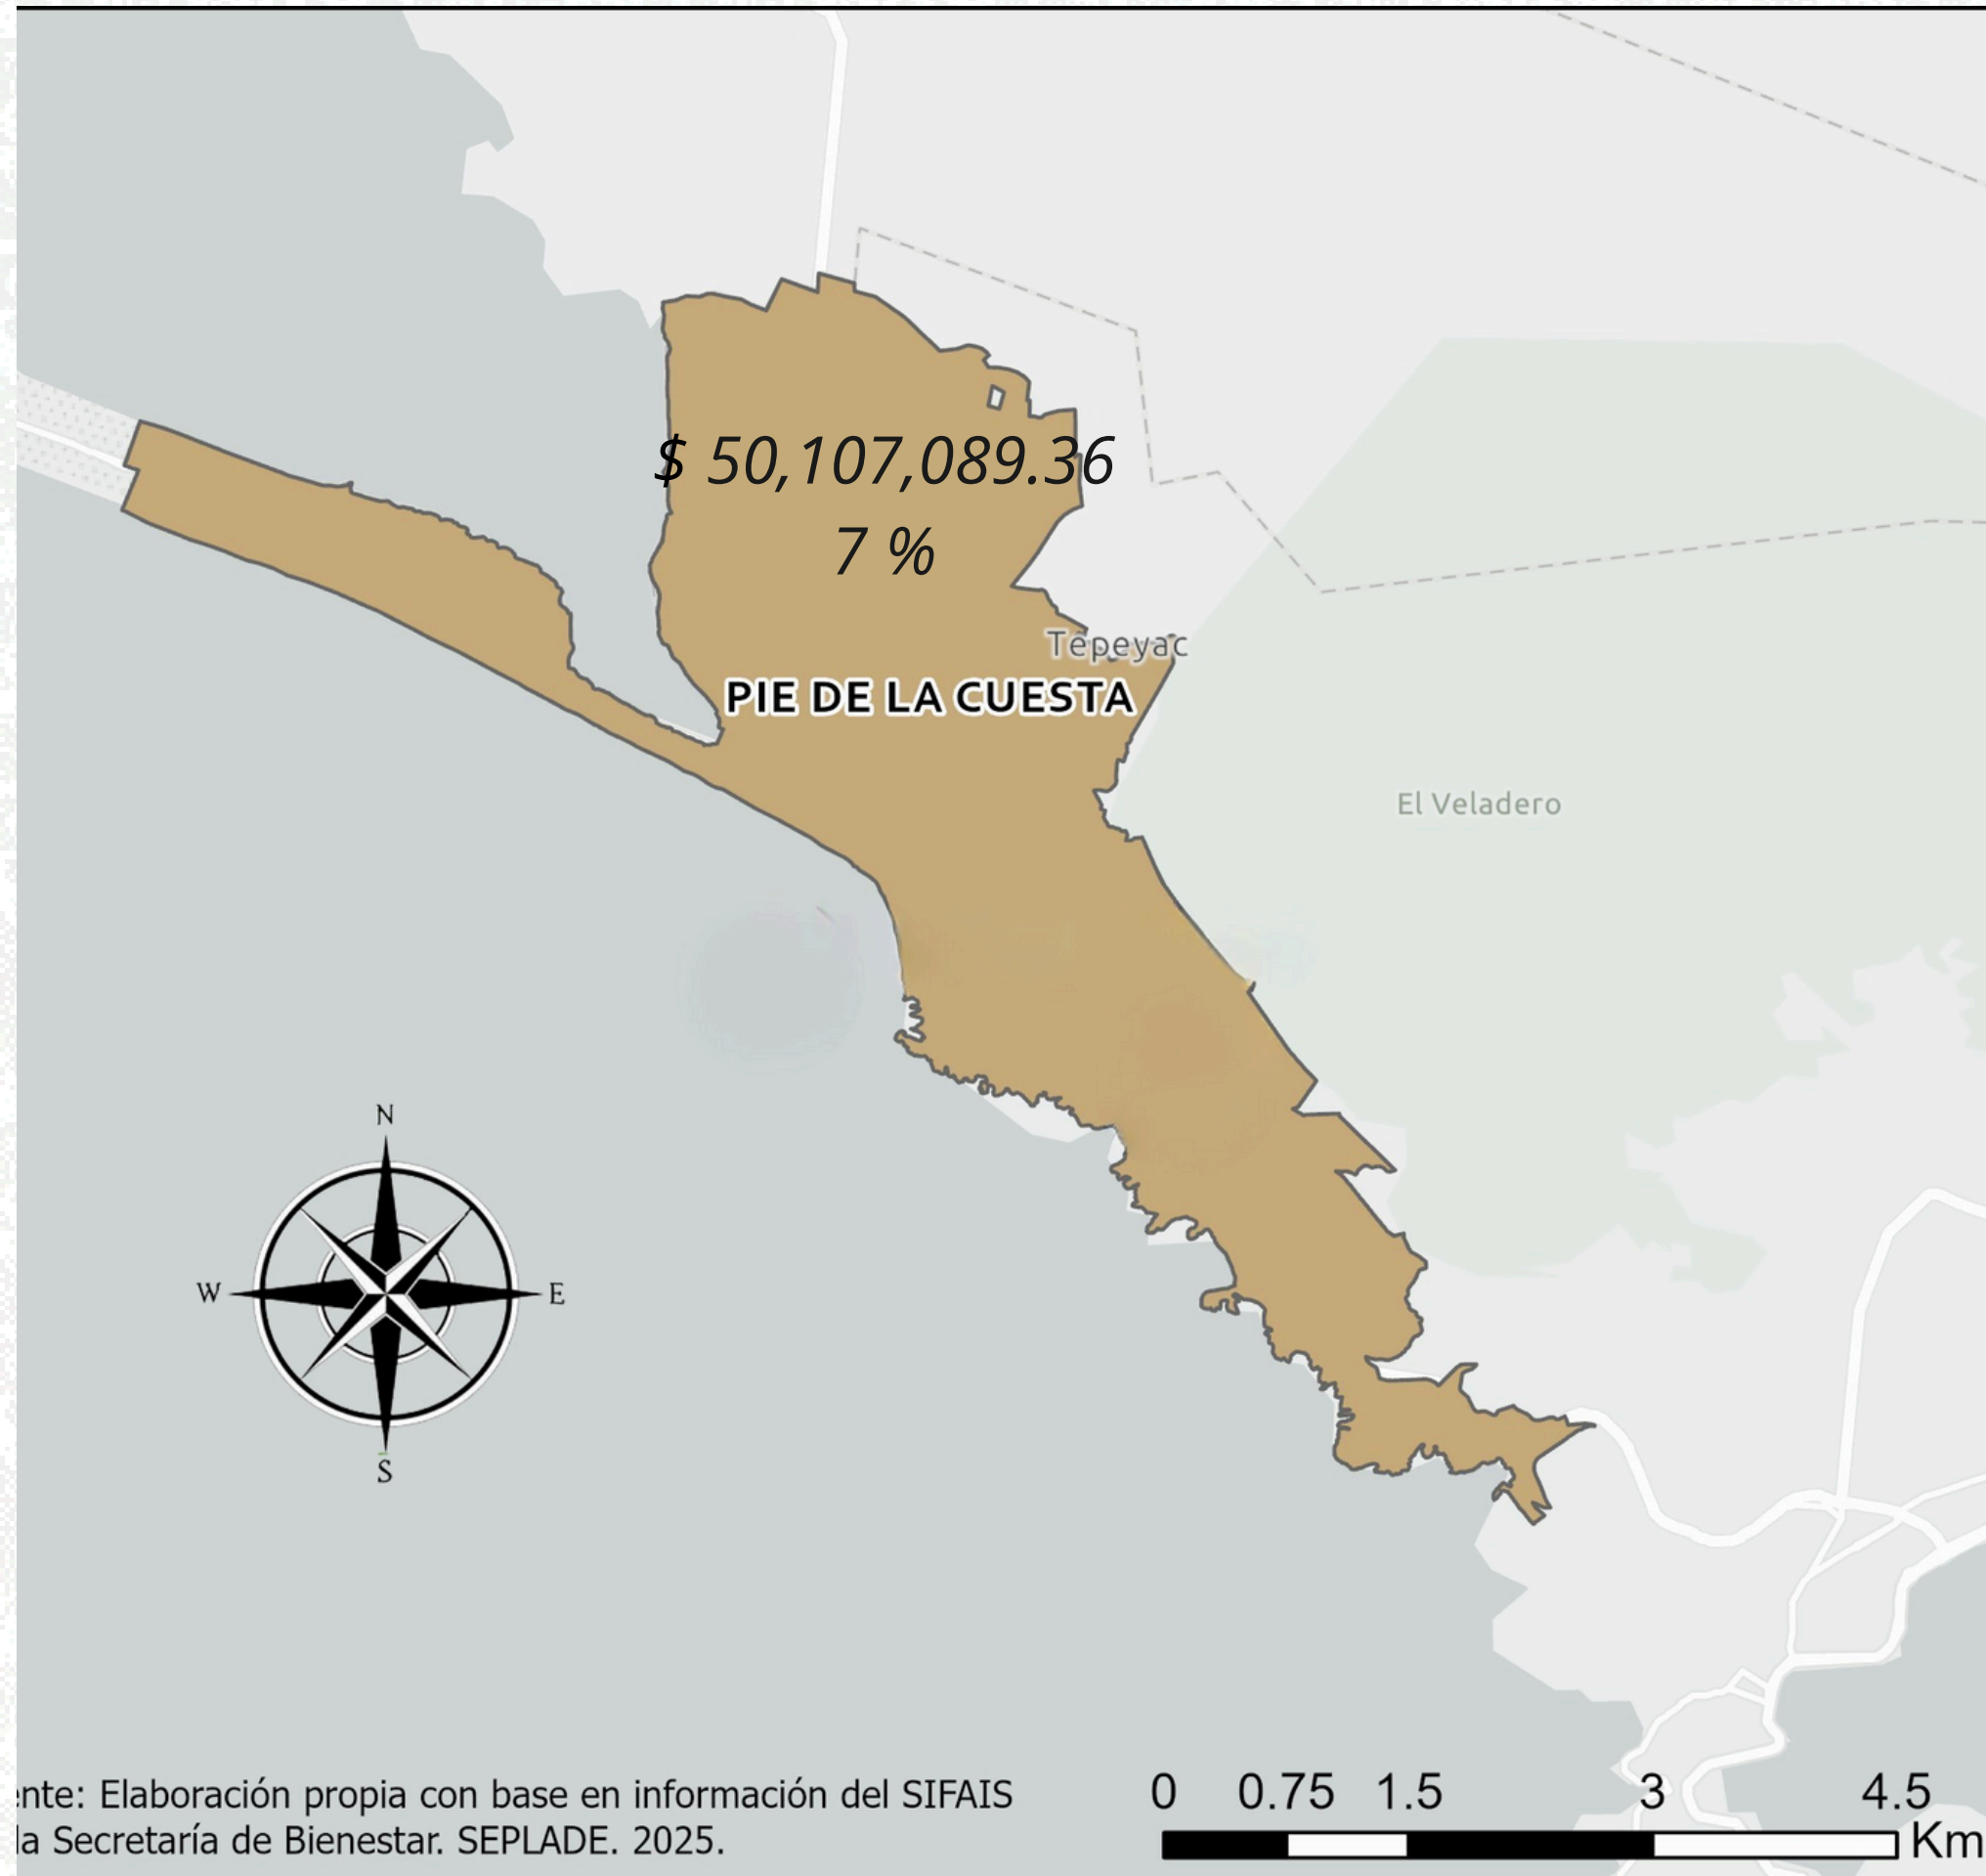 $ 50,107,089.36
7 %
Tepeyac
PIE DE LA CUESTA
El Veladero
N
W
E
S
ente: Elaboración propia con base en información del SIFAIS
la Secretaría de Bienestar. SEPLADE. 2025.
0 0.75 1.5 3 4.5
Km